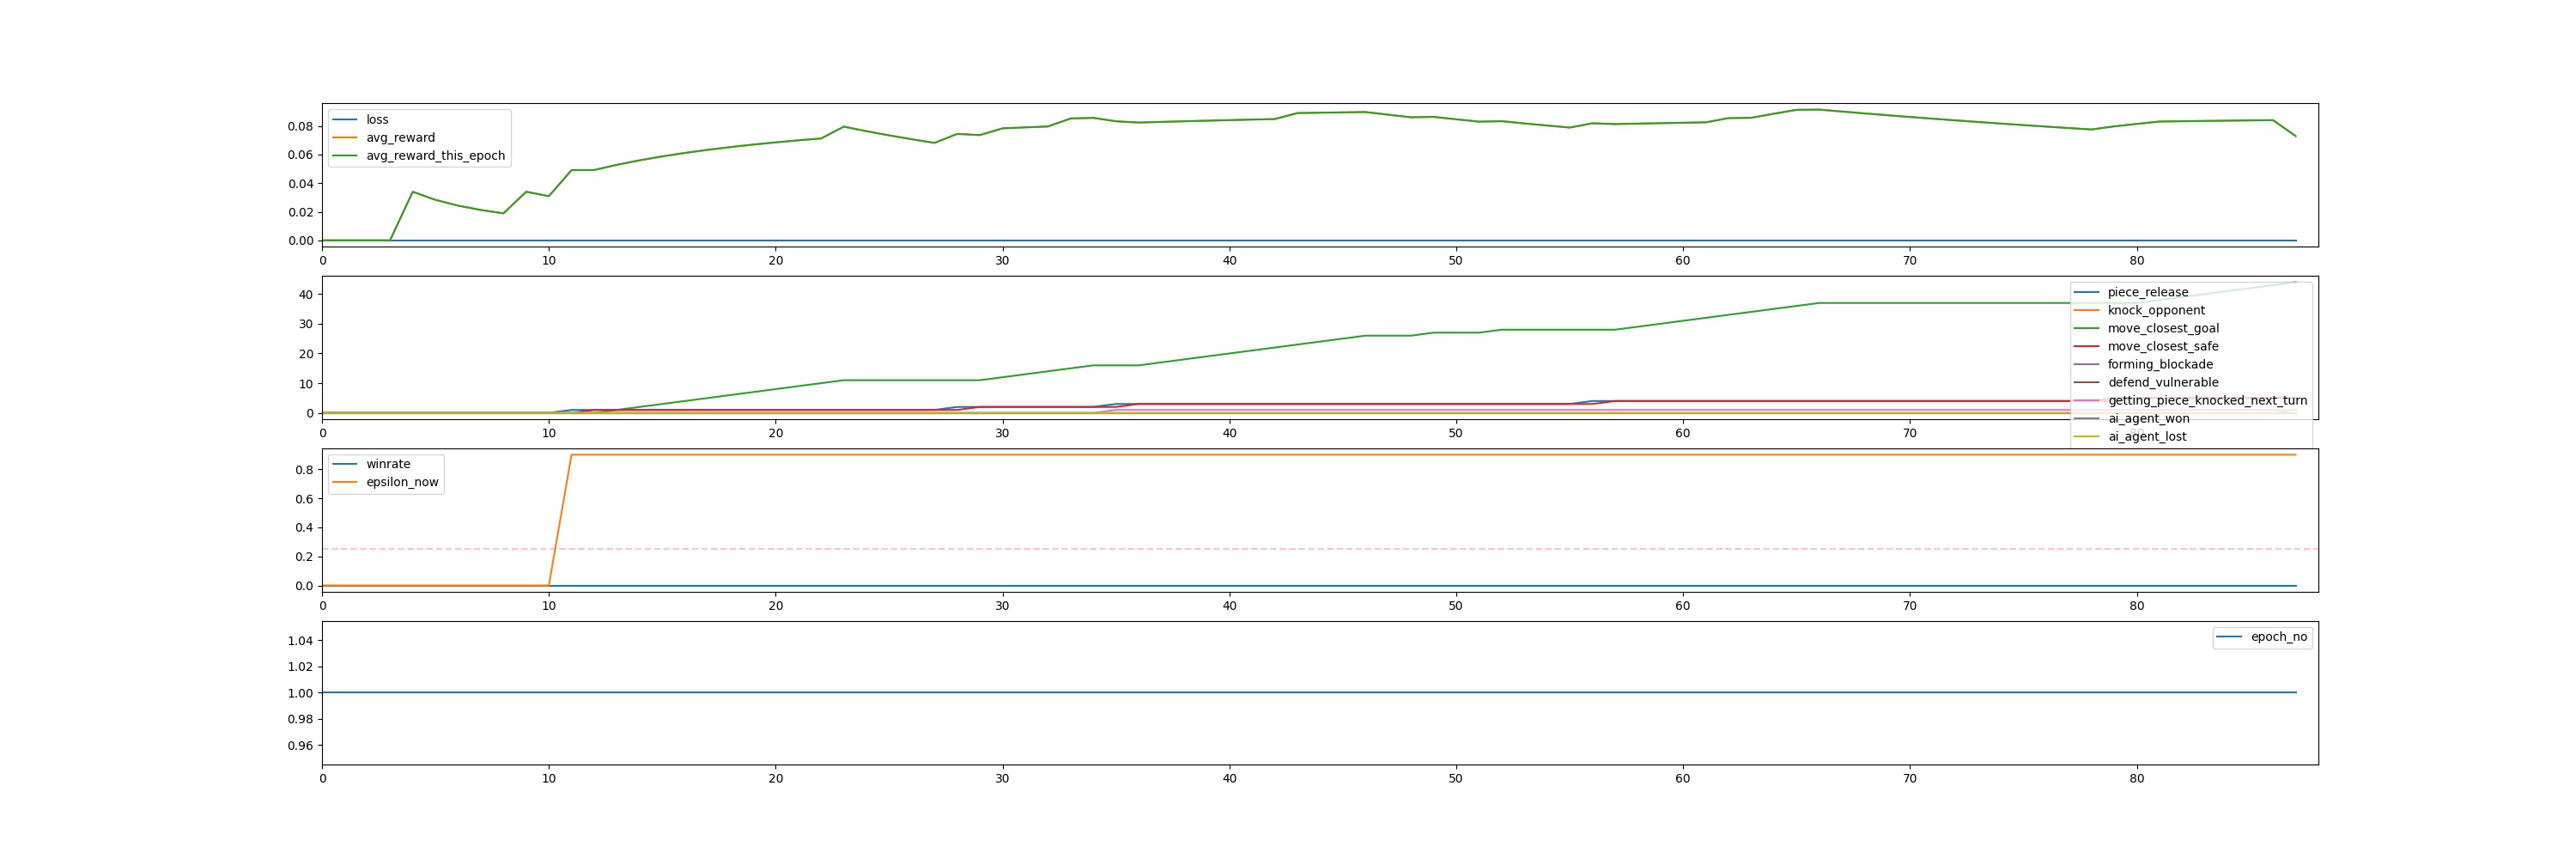 loss
avg_reward
avg_reward_this_epoch
0.08
0.06
0.04
0.02
0.00
0 10 20 30 40 50 60 70 80
piece_release
knock_opponent
move_closest_goal
move_closest_safe
forming_blockade
defend_vulnerable
getting_piece_knocked_next_turn
ai_agent_won
ai_agent_lost
40
30
20
10
0
0 10 20 30 40 50 60 70 80
winrate
epsilon_now
0.8
0.6
0.4
0.2
0.0
0 10 20 30 40 50 60 70 80
epoch_no
1.04
1.02
1.00
0.98
0.96
0 10 20 30 40 50 60 70 80